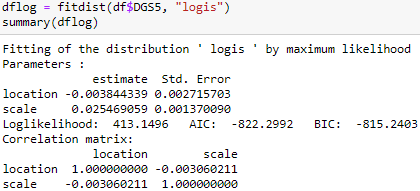 dflog = fitdist(df$DGS5, "logis")
summary(dflog)
Fitting of the distribution ' logis ' by maximum likelihood
Parameters :
estimate Std. Error
location -0.003844339 0.002715703
scale 0.025469059 0.001370090
Loglikelihood: 413.1496 AIC: -822.2992 BIC: -815.2403
Correlation matrix:
location scale
location 1.000000000 -0.003060211
scale -0.003060211 1.000000000